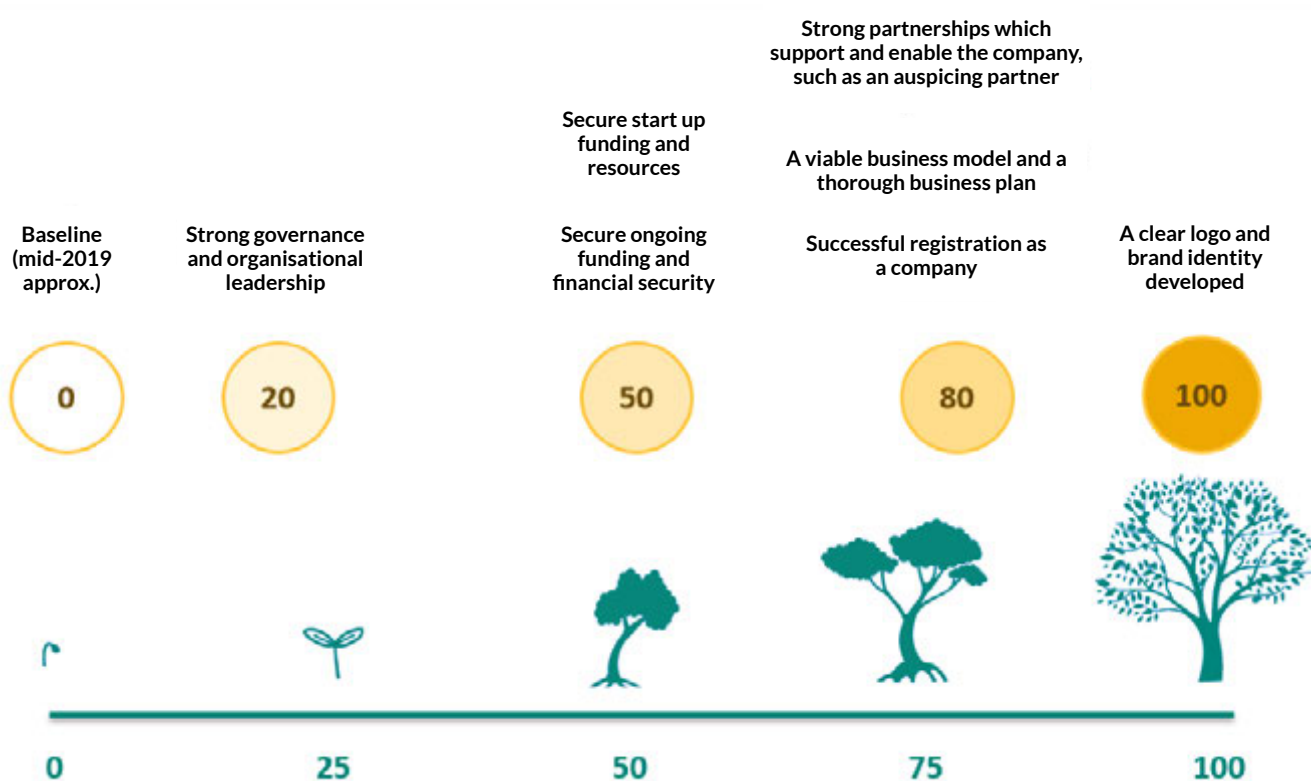 Strong partnerships which
support and enable the company,
such as an auspicing partner
Secure start up
funding and
resources
A viable business model and a
thorough business plan
Baseline
(mid-2019
approx.)
Strong governance
and organisational
leadership
Secure ongoing
funding and
financial security
Successful registration as
a company
A clear logo and
brand identity
developed
0
20
50
80
100
0
25
50
75
100